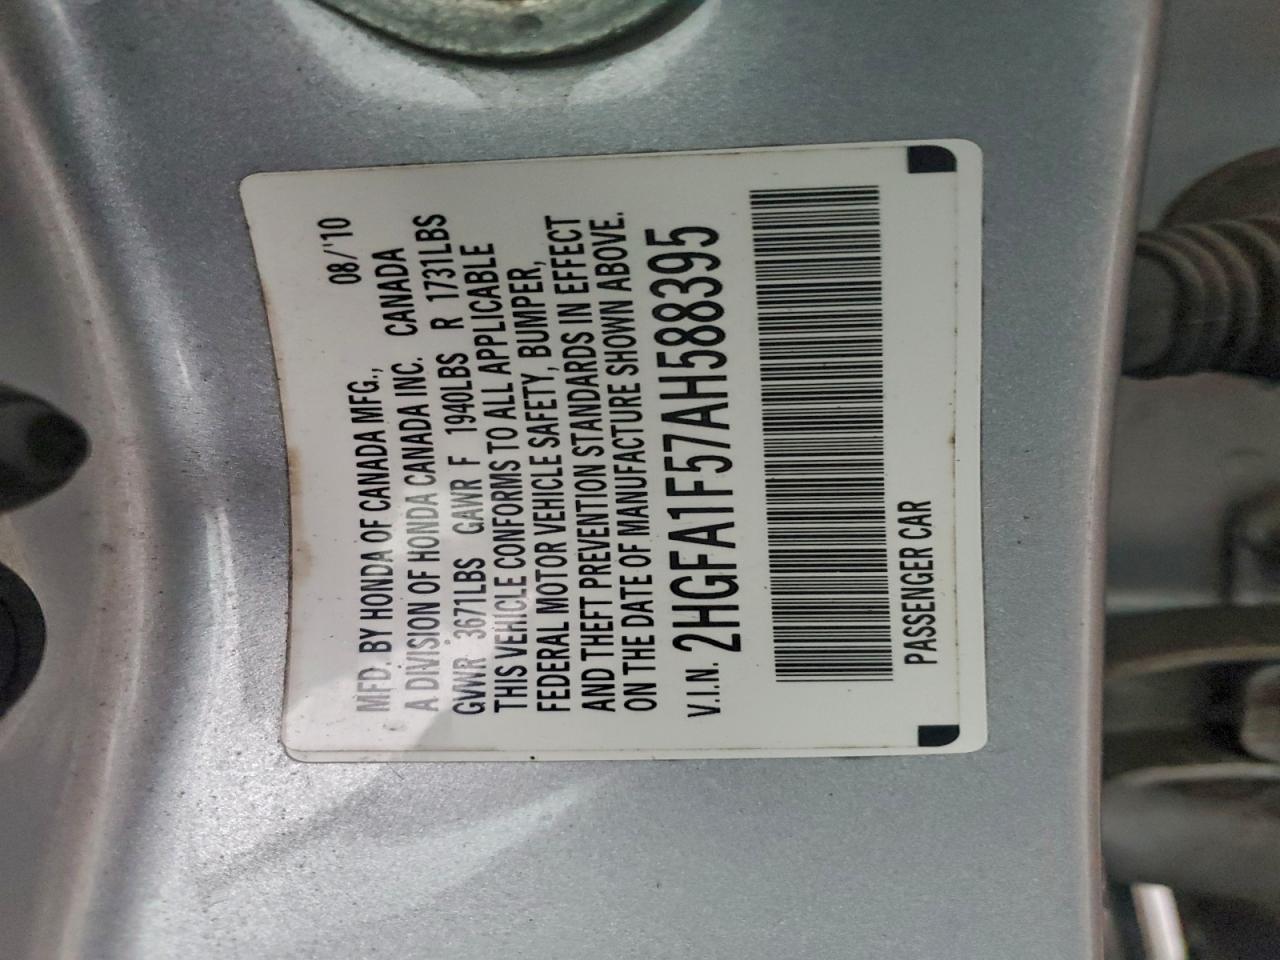 08/'10
MFD. BY HONDA OF CANADA MFG.,
A DIVISION OF HONDA CANADA INC. CANADA
GVWR 3671LBS GAWR F 1940LBS R 1731LBS
THIS VEHICLE CONFORMS TO ALL APPLICABLE
FEDERAL MOTOR VEHICLE SAFETY, BUMPER,
AND THEFT PREVENTION STANDARDS IN EFFECT
ON THE DATE OF MANUFACTURE SHOWN ABOVE.
V.I.N. 2HGFA1F57AH588395
PASSENGER CAR